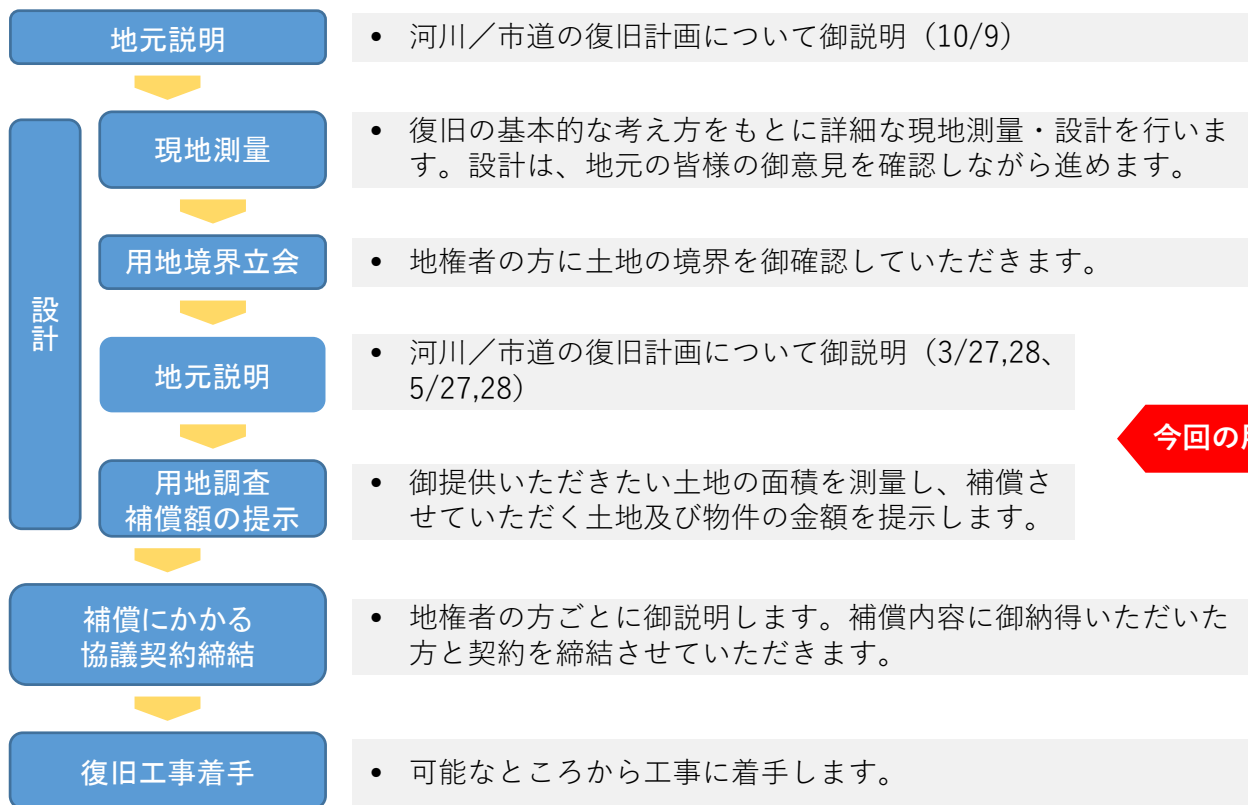 地元説明
• 河川／市道の復旧計画について御説明（10/9）
設計
現地測量
• 復旧の基本的な考え方をもとに詳細な現地測量・設計を行いま
す。設計は、地元の皆様の御意見を確認しながら進めます。
用地境界立会
• 地権者の方に土地の境界を御確認していただきます。
地元説明
• 河川／市道の復旧計画について御説明（3/27,28、
5/27,28）
今回の
用地調査
補償額の提示
• 御提供いただきたい土地の面積を測量し、補償さ
せていただく土地及び物件の金額を提示します。
補償にかかる
協議契約締結
• 地権者の方ごとに御説明します。補償内容に御納得いただいた
方と契約を締結させていただきます。
復旧工事着手
• 可能なところから工事に着手します。